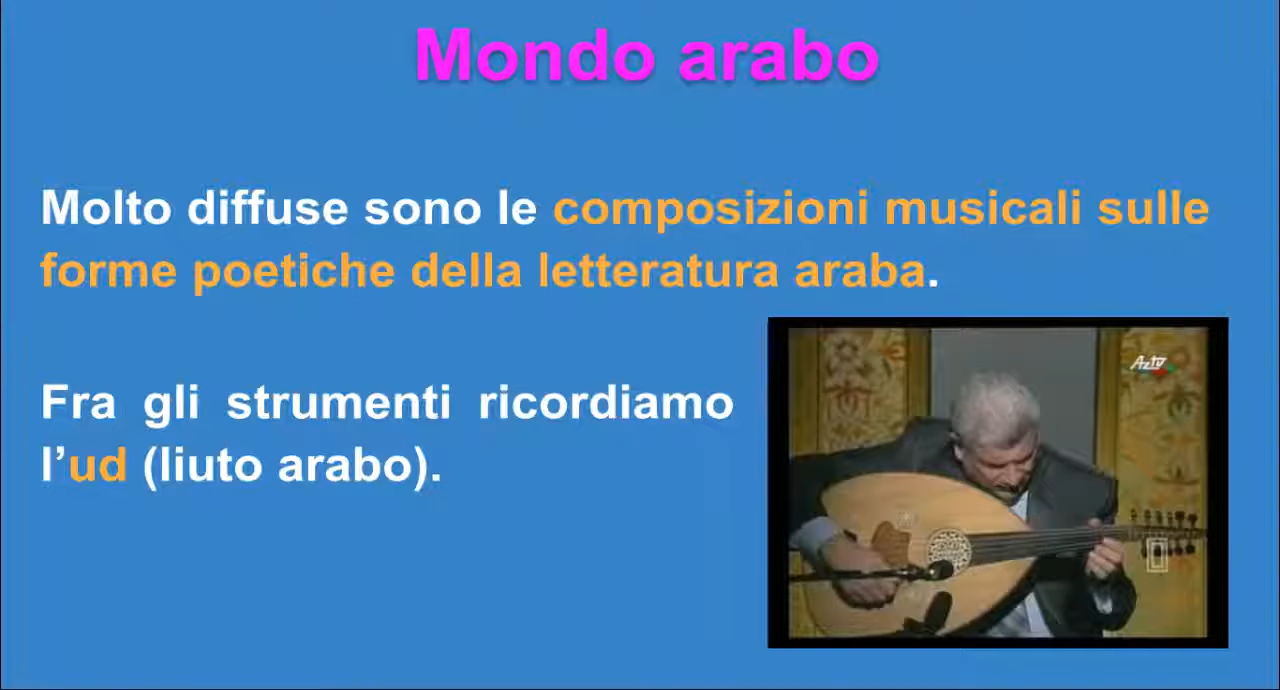 Mondo arabo
Molto diffuse sono le composizioni musicali sulle
forme poetiche della letteratura araba.
Fra gli strumenti ricordiamo
l’ud (liuto arabo).
Aztv